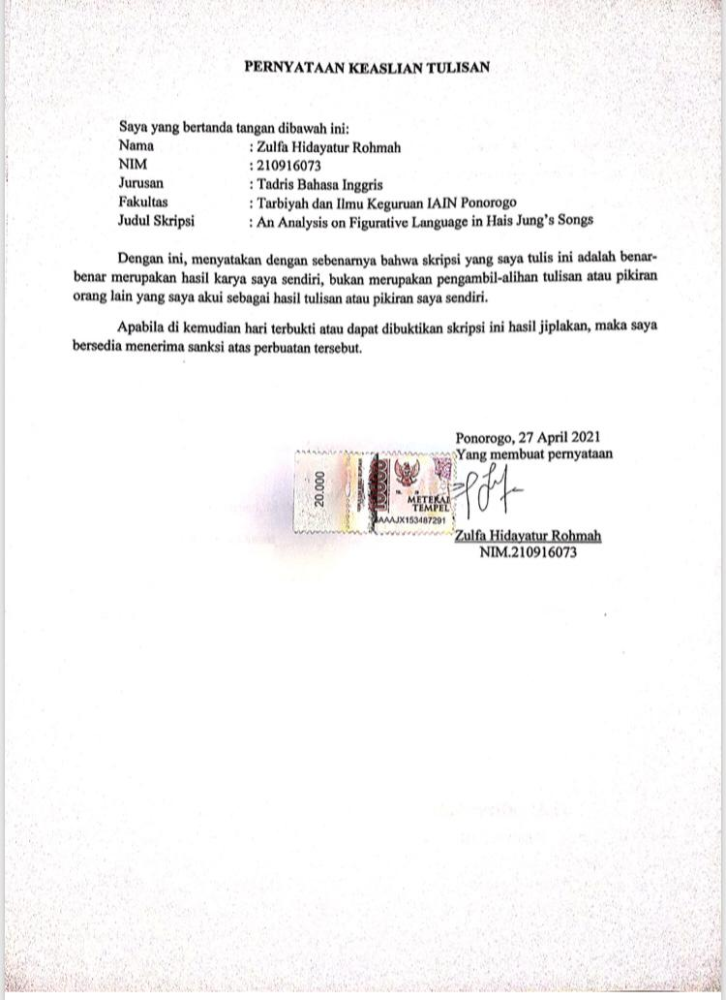 PERNYATAAN KEASLIAN TULISAN
Saya yang bertanda tangan dibawah ini:
Nama : Zulfa Hidayatur Rohmah
NIM : 210916073
Jurusan : Tadris Bahasa Inggris
Fakultas : Tarbiyah dan Ilmu Keguruan IAIN Ponorogo
Judul Skripsi : An Analysis on Figurative Language in Hais Jung's Songs
Dengan ini, menyatakan dengan sebenarnya bahwa skripsi yang saya tulis ini adalah benar-
benar merupakan hasil karya saya sendiri, bukan merupakan pengambil-alihan tulisan atau pikiran
orang lain yang saya akui sebagai hasil tulisan atau pikiran saya sendiri.
Apabila di kemudian hari terbukti atau dapat dibuktikan skripsi ini hasil jiplakan, maka saya
bersedia menerima sanksi atas perbuatan tersebut.
Ponorogo, 27 April 2021
Yang membuat pernyataan
20.000
10000
METERAI
TEMPEL
AAAJX153487291
Zulfa Hidayatur Rohmah
NIM.210916073